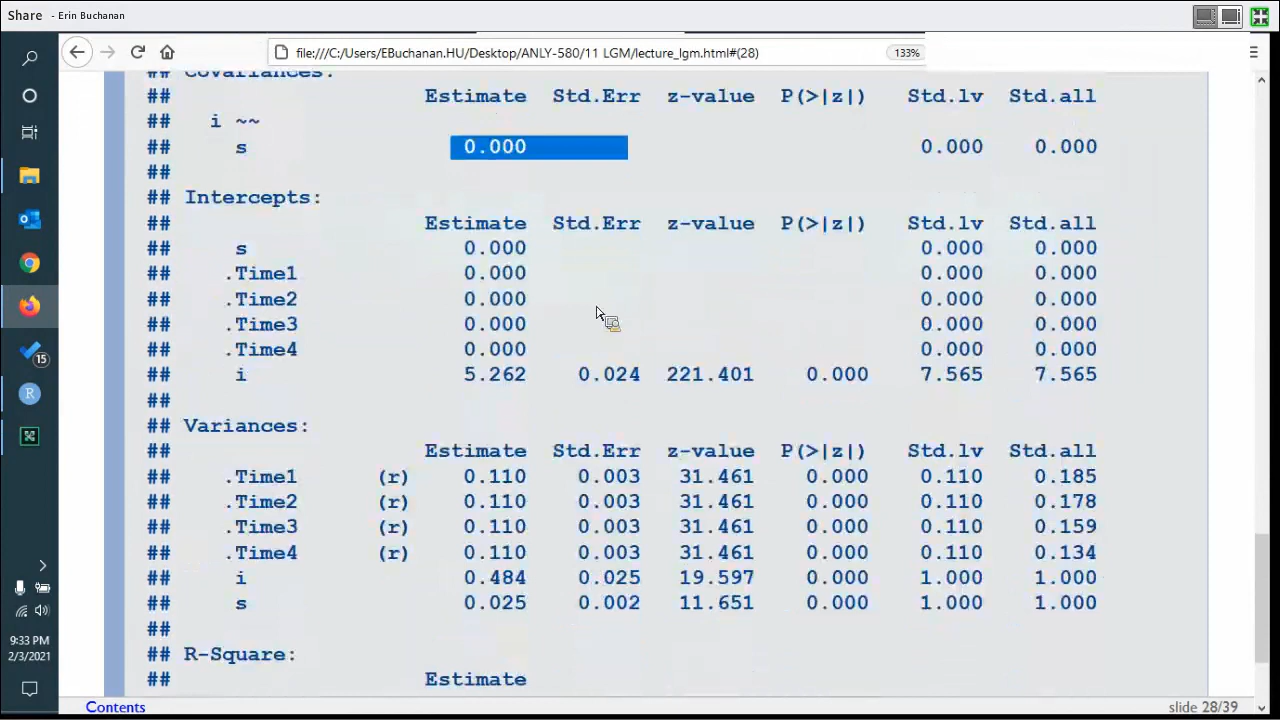 Share - Erin Buchanan
file:///C:/Users/EBuchanan.HU/Desktop/ANLY-580/11 LGM/lecture_lgm.html#(28) 133%
## Covariances:
## Estimate Std.Err z-value P(>|z|) Std.lv Std.all
## i ~~
## s 0.000 0.000 0.000
##
## Intercepts:
## Estimate Std.Err z-value P(>|z|) Std.lv Std.all
## s 0.000 0.000 0.000
## .Time1 0.000 0.000 0.000
## .Time2 0.000 0.000 0.000
## .Time3 0.000 0.000 0.000
## .Time4 0.000 0.000 0.000
## i 5.262 0.024 221.401 0.000 7.565 7.565
##
## Variances:
## Estimate Std.Err z-value P(>|z|) Std.lv Std.all
## .Time1 (r) 0.110 0.003 31.461 0.000 0.110 0.185
## .Time2 (r) 0.110 0.003 31.461 0.000 0.110 0.178
## .Time3 (r) 0.110 0.003 31.461 0.000 0.110 0.159
## .Time4 (r) 0.110 0.003 31.461 0.000 0.110 0.134
## i 0.484 0.025 19.597 0.000 1.000 1.000
## s 0.025 0.002 11.651 0.000 1.000 1.000
##
## R-Square:
## Estimate
Contents slide 28/39
15
9:33 PM
2/3/2021